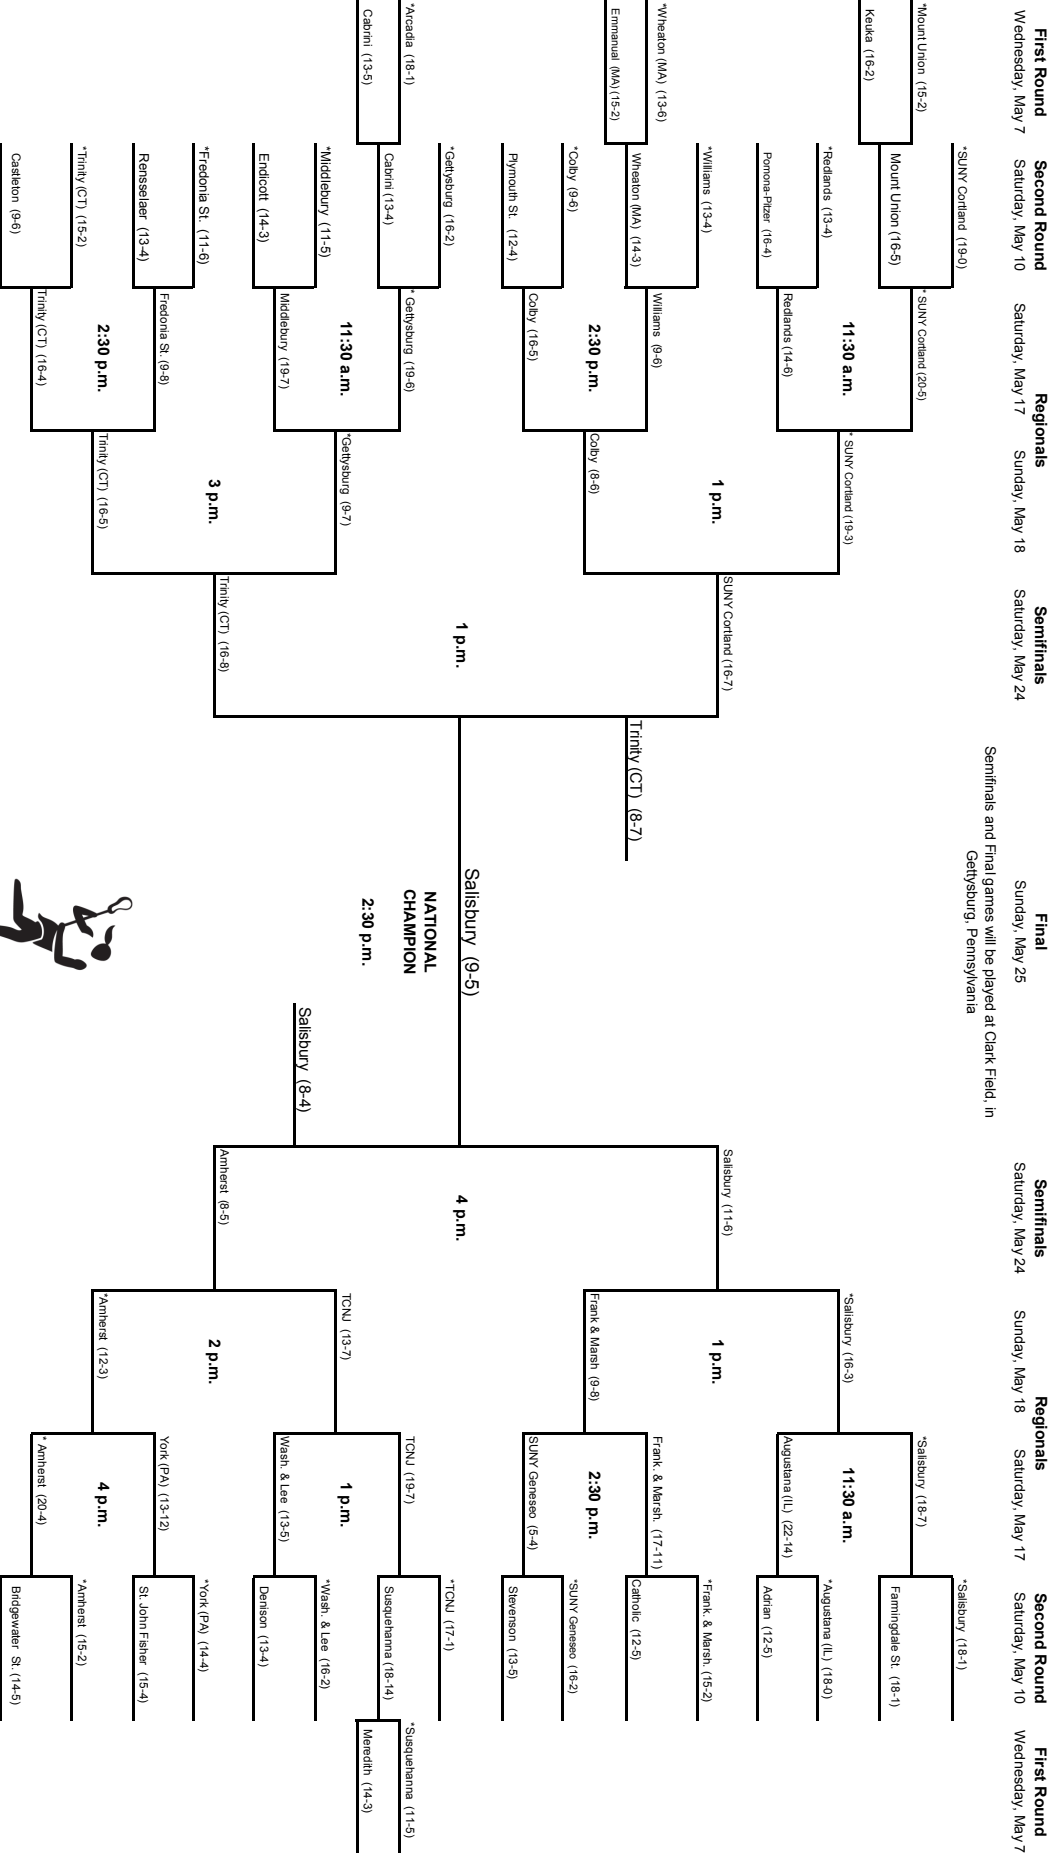 First Round
Wednesday, May 7
Second Round
Saturday, May 10
Regionals
Saturday, May 17
Sunday, May 18
Semifinals
Saturday, May 24
Final
Sunday, May 25
Semifinals
Saturday, May 24
Regionals
Sunday, May 18
Saturday, May 17
Second Round
Saturday, May 10
First Round
Wednesday, May 7
Semifinals and Final games will be played at Clark Field, in
Gettysburg, Pennsylvania
*Mount Union (15-2)
Keuka (16-2)
*Wheaton (MA) (13-6)
Emmanual (MA) (15-2)
*Arcadia (18-1)
Cabrini (13-5)
*SUNY Cortland (19-0)
Mount Union (16-5)
*Redlands (13-4)
Pomona-Pitzer (16-4)
*Williams (13-4)
Wheaton (MA) (14-3)
*Colby (9-6)
Plymouth St. (12-4)
*Gettysburg (16-2)
Cabrini (13-4)
*Middlebury (11-5)
Endicott (14-3)
*Fredonia St. (11-6)
Rensselaer (13-4)
*Trinity (CT) (15-2)
Castleton (9-6)
* SUNY Cortland (20-5)
11:30 a.m.
Redlands (14-6)
Williams (9-6)
2:30 p.m.
Colby (16-5)
* Gettysburg (19-6)
11:30 a.m.
Middlebury (19-7)
Fredonia St. (9-8)
2:30 p.m.
Trinity (CT) (16-4)
* SUNY Cortland (19-3)
1 p.m.
Colby (8-6)
*Gettysburg (9-7)
3 p.m.
Trinity (CT) (16-5)
SUNY Cortland (16-7)
1 p.m.
Trinity (CT) (16-8)
Trinity (CT) (8-7)
Salisbury (9-5)
NATIONAL
CHAMPION
2:30 p.m.
Salisbury (8-4)
Salisbury (11-6)
4 p.m.
Amherst (8-5)
*Salisbury (16-3)
1 p.m.
Frank & Marsh (9-8)
TCNJ (13-7)
2 p.m.
*Amherst (12-3)
*Salisbury (18-7)
11:30 a.m.
Augustana (IL) (22-14)
Frank. & Marsh. (17-11)
2:30 p.m.
SUNY Geneseo (5-4)
TCNJ (19-7)
1 p.m.
Wash. & Lee (13-5)
York (PA) (13-12)
4 p.m.
* Amherst (20-4)
*Salisbury (18-1)
Farmingdale St. (18-1)
*Augustana (IL) (18-0)
Adrian (12-5)
*Frank. & Marsh. (15-2)
Catholic (12-5)
*SUNY Geneseo (16-2)
Stevenson (13-5)
*TCNJ (17-1)
Susquehanna (18-14)
*Wash. & Lee (16-2)
Denison (13-4)
*York (PA) (14-4)
St. John Fisher (15-4)
*Amherst (15-2)
Bridgewater St. (14-5)
*Susquehanna (11-5)
Meredith (14-3)